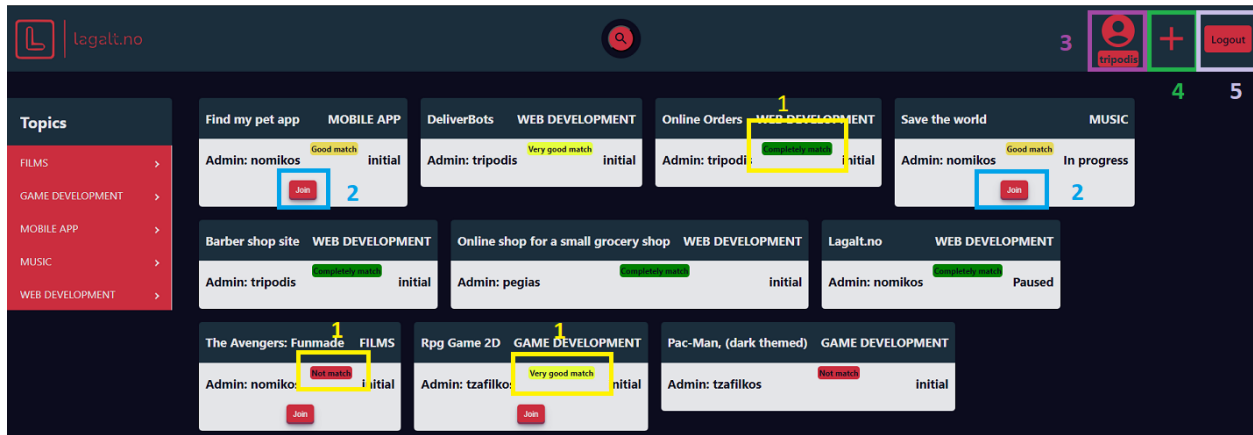 lagalt.no
3
tripodis
Logout
4
5
Topics
FILMS
GAME DEVELOPMENT
MOBILE APP
MUSIC
WEB DEVELOPMENT
Find my pet app MOBILE APP
Good match
Admin: nomikos initial
Join
2
DeliverBots WEB DEVELOPMENT
Very good match
Admin: tripodis initial
1
Online Orders WEB DEVELOPMENT
Completely match
Admin: tripodis initial
Save the world MUSIC
Good match
Admin: nomikos In progress
Join
2
Barber shop site WEB DEVELOPMENT
Completely match
Admin: tripodis initial
Online shop for a small grocery shop WEB DEVELOPMENT
Completely match
Admin: pegias initial
Lagalt.no WEB DEVELOPMENT
Completely match
Admin: nomikos Paused
1
The Avengers: Funmade FILMS
Not match
Admin: nomikos initial
Join
1
Rpg Game 2D GAME DEVELOPMENT
Very good match
Admin: tzafilkos initial
Join
Pac-Man, (dark themed) GAME DEVELOPMENT
Not match
Admin: tzafilkos initial